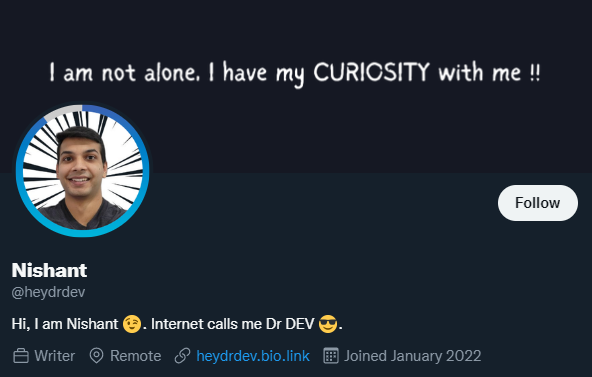 I am not alone. I have my CURIOSITY with me !!
Follow
Nishant
@heydrdev
Hi, I am Nishant 😉. Internet calls me Dr DEV 😎.
Writer Remote heydrdev.bio.link Joined January 2022